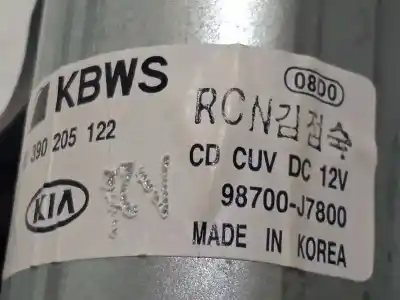 KBWS
0800
RCN김점숙
390 205 122
CD CUV DC 12V
KIA
98700-J7800
MADE IN KOREA